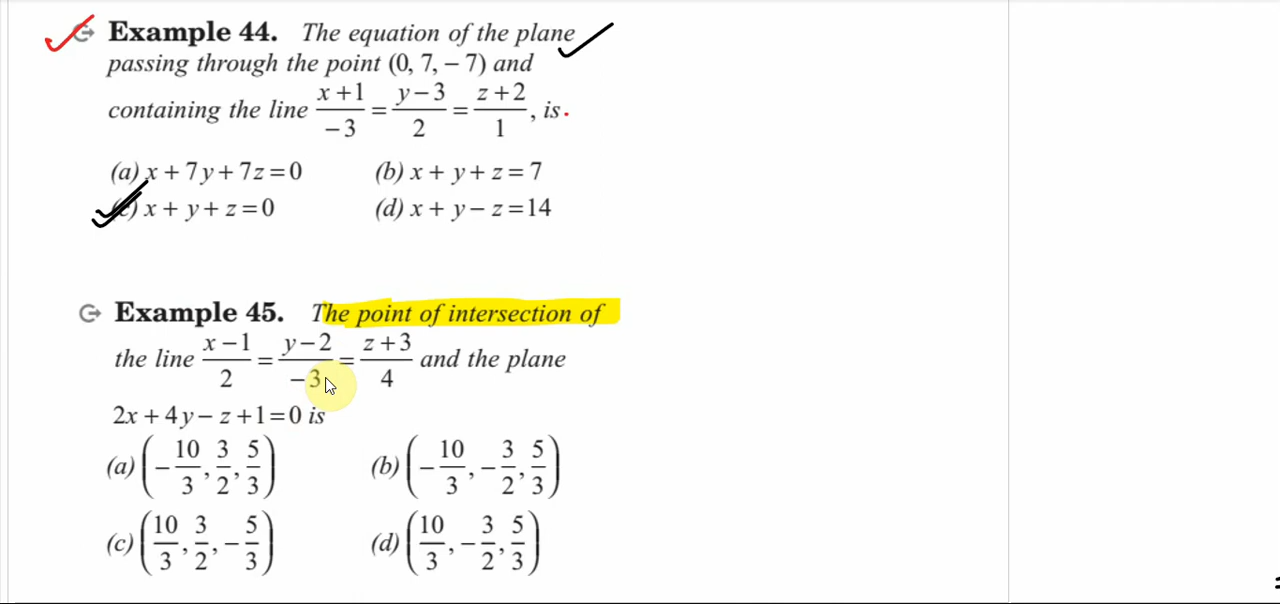 Example 44. The equation of the plane
passing through the point (0, 7, – 7) and
containing the line (x +1)/(– 3) = (y – 3)/2 = (z + 2)/1, is.
(a) x + 7y + 7z = 0 (b) x + y + z = 7
(c) x + y + z = 0 (d) x + y – z = 14
Example 45. The point of intersection of
the line (x – 1)/2 = (y – 2)/(– 3) = (z + 3)/4 and the plane
2x + 4y – z + 1 = 0 is
(a) (– 10/3, 3/2, 5/3) (b) (– 10/3, – 3/2, 5/3)
(c) (10/3, 3/2, – 5/3) (d) (10/3, – 3/2, 5/3)